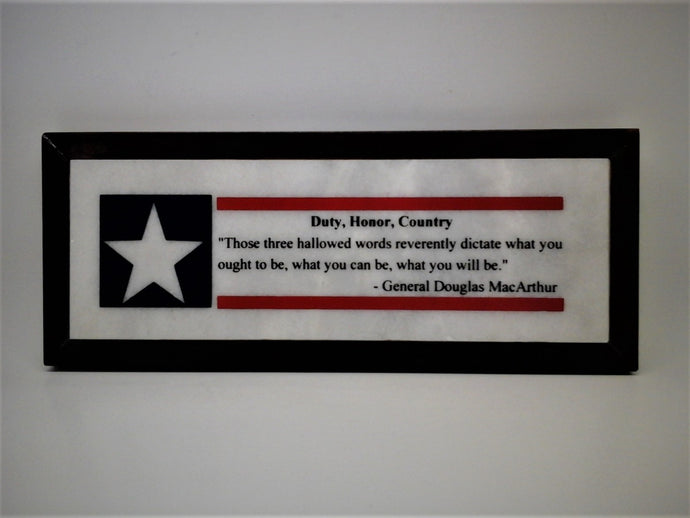 Duty, Honor, Country
"Those three hallowed words reverently dictate what you
ought to be, what you can be, what you will be."
- General Douglas MacArthur